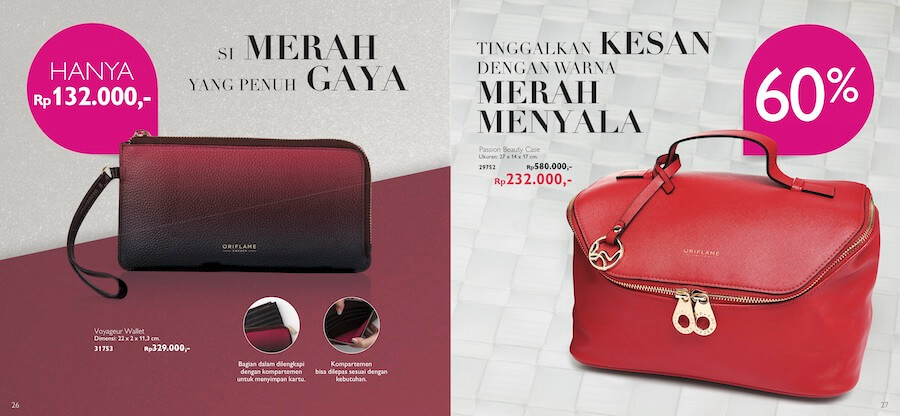 HANYA
Rp132.000,-
SI MERAH
YANG PENUH GAYA
ORIFLAME
SWEDEN
Voyageur Wallet
Dimensi: 22 x 2 x 11,3 cm.
31753 Rp329.000,-
Bagian dalam dilengkapi
dengan kompartemen
untuk menyimpan kartu.
Kompartemen
bisa dilepas sesuai dengan
kebutuhan.
26
TINGGALKAN KESAN
DENGAN WARNA
MERAH
MENYALA
60%
Passion Beauty Case
Ukuran: 27 x 14 x 17 cm.
29752 Rp580.000,-
Rp232.000,-
ORIFLAME
27